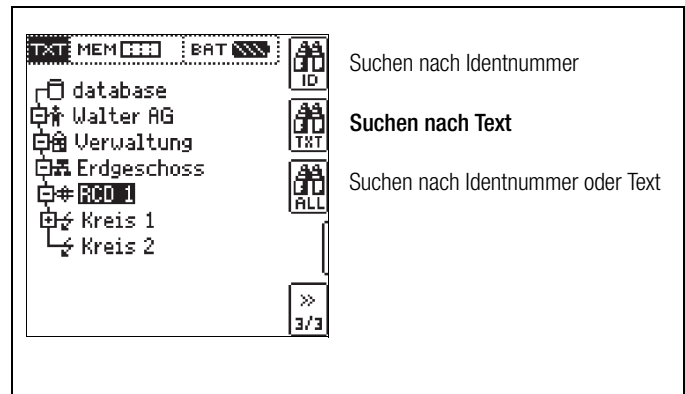 TXT MEM BAT
ID
database
Walter AG
Verwaltung
TXT
Erdgeschoss
RCD 1
ALL
Kreis 1
Kreis 2
»
3/3
Suchen nach Identnummer
Suchen nach Text
Suchen nach Identnummer oder Text